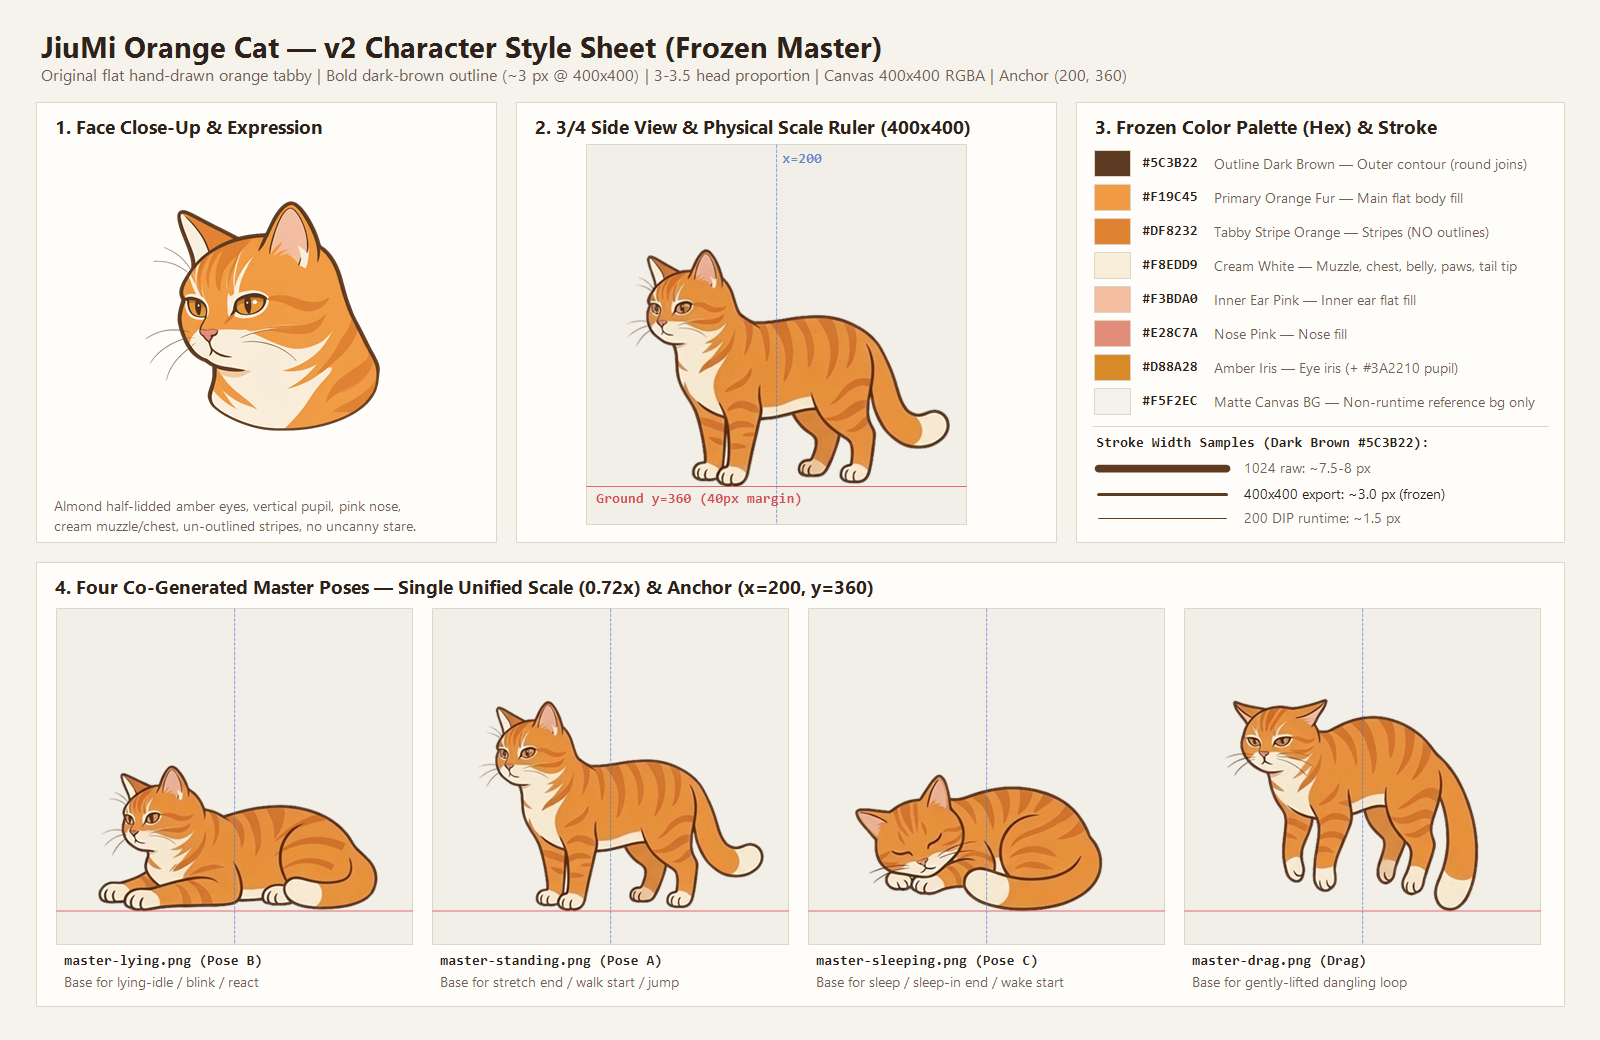 JiuMi Orange Cat — v2 Character Style Sheet (Frozen Master)
Original flat hand-drawn orange tabby | Bold dark-brown outline (~3 px @ 400x400) | 3-3.5 head proportion | Canvas 400x400 RGBA | Anchor (200, 360)
1. Face Close-Up & Expression
Almond half-lidded amber eyes, vertical pupil, pink nose,
cream muzzle/chest, un-outlined stripes, no uncanny stare.
2. 3/4 Side View & Physical Scale Ruler (400x400)
x=200
Ground y=360 (40px margin)
3. Frozen Color Palette (Hex) & Stroke
#5C3B22 Outline Dark Brown — Outer contour (round joins)
#F19C45 Primary Orange Fur — Main flat body fill
#DF8232 Tabby Stripe Orange — Stripes (NO outlines)
#F8EDD9 Cream White — Muzzle, chest, belly, paws, tail tip
#F3BDA0 Inner Ear Pink — Inner ear flat fill
#E28C7A Nose Pink — Nose fill
#D88A28 Amber Iris — Eye iris (+ #3A2210 pupil)
#F5F2EC Matte Canvas BG — Non-runtime reference bg only
Stroke Width Samples (Dark Brown #5C3B22):
1024 raw: ~7.5-8 px
400x400 export: ~3.0 px (frozen)
200 DIP runtime: ~1.5 px
4. Four Co-Generated Master Poses — Single Unified Scale (0.72x) & Anchor (x=200, y=360)
master-lying.png (Pose B)
Base for lying-idle / blink / react
master-standing.png (Pose A)
Base for stretch end / walk start / jump
master-sleeping.png (Pose C)
Base for sleep / sleep-in end / wake start
master-drag.png (Drag)
Base for gently-lifted dangling loop